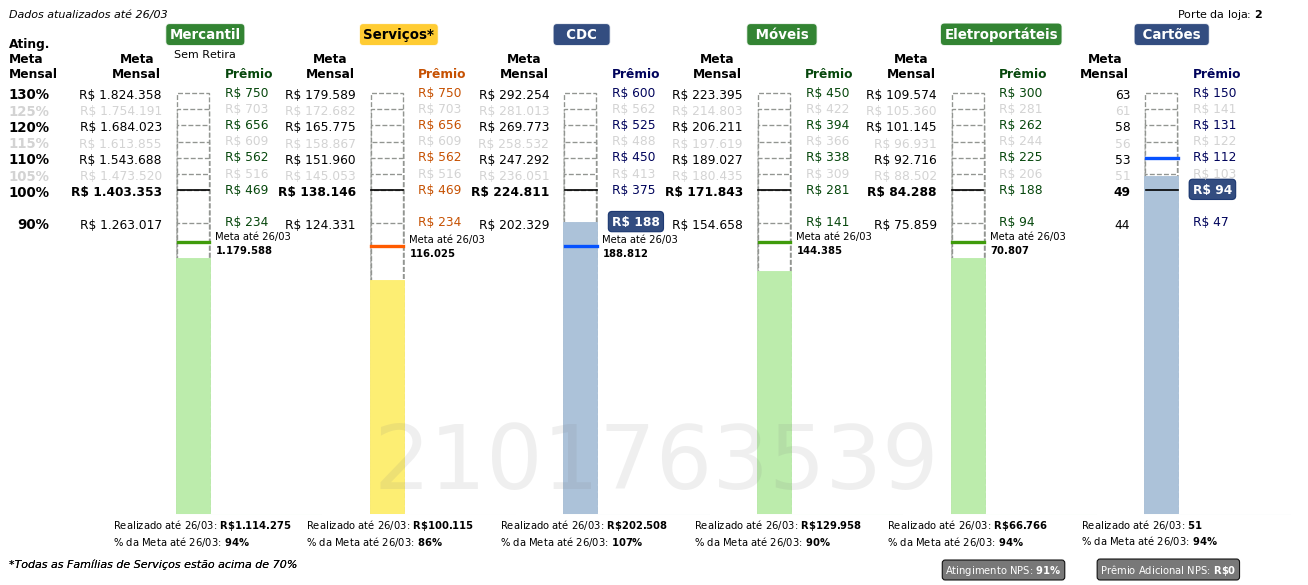 Dados atualizados até 26/03 Porte da loja: 2
Mercantil Serviços* CDC Móveis Eletroportáteis Cartões
Sem Retira
Ating. Meta Mensal Meta Mensal Prêmio Meta Mensal Prêmio Meta Mensal Prêmio Meta Mensal Prêmio Meta Mensal Prêmio Meta Mensal Prêmio
130% R$ 1.824.358 R$ 750 R$ 179.589 R$ 750 R$ 292.254 R$ 600 R$ 223.395 R$ 450 R$ 109.574 R$ 300 63 R$ 150
125% R$ 1.754.191 R$ 703 R$ 172.682 R$ 703 R$ 281.013 R$ 562 R$ 214.803 R$ 422 R$ 105.360 R$ 281 61 R$ 141
120% R$ 1.684.023 R$ 656 R$ 165.775 R$ 656 R$ 269.773 R$ 525 R$ 206.211 R$ 394 R$ 101.145 R$ 262 58 R$ 131
115% R$ 1.613.855 R$ 609 R$ 158.867 R$ 609 R$ 258.532 R$ 488 R$ 197.619 R$ 366 R$ 96.931 R$ 244 56 R$ 122
110% R$ 1.543.688 R$ 562 R$ 151.960 R$ 562 R$ 247.292 R$ 450 R$ 189.027 R$ 338 R$ 92.716 R$ 225 53 R$ 112
105% R$ 1.473.520 R$ 516 R$ 145.053 R$ 516 R$ 236.051 R$ 413 R$ 180.435 R$ 309 R$ 88.502 R$ 206 51 R$ 103
100% R$ 1.403.353 R$ 469 R$ 138.146 R$ 469 R$ 224.811 R$ 375 R$ 171.843 R$ 281 R$ 84.288 R$ 188 49 R$ 94
90% R$ 1.263.017 R$ 234 R$ 124.331 R$ 234 R$ 202.329 R$ 188 R$ 154.658 R$ 141 R$ 75.859 R$ 94 44 R$ 47
Meta até 26/03 Meta até 26/03 Meta até 26/03 Meta até 26/03 Meta até 26/03
1.179.588 116.025 188.812 144.385 70.807
2101763539
Realizado até 26/03: R$1.114.275 Realizado até 26/03: R$100.115 Realizado até 26/03: R$202.508 Realizado até 26/03: R$129.958 Realizado até 26/03: R$66.766 Realizado até 26/03: 51
% da Meta até 26/03: 94% % da Meta até 26/03: 86% % da Meta até 26/03: 107% % da Meta até 26/03: 90% % da Meta até 26/03: 94% % da Meta até 26/03: 94%
*Todas as Famílias de Serviços estão acima de 70% Atingimento NPS: 91% Prêmio Adicional NPS: R$0